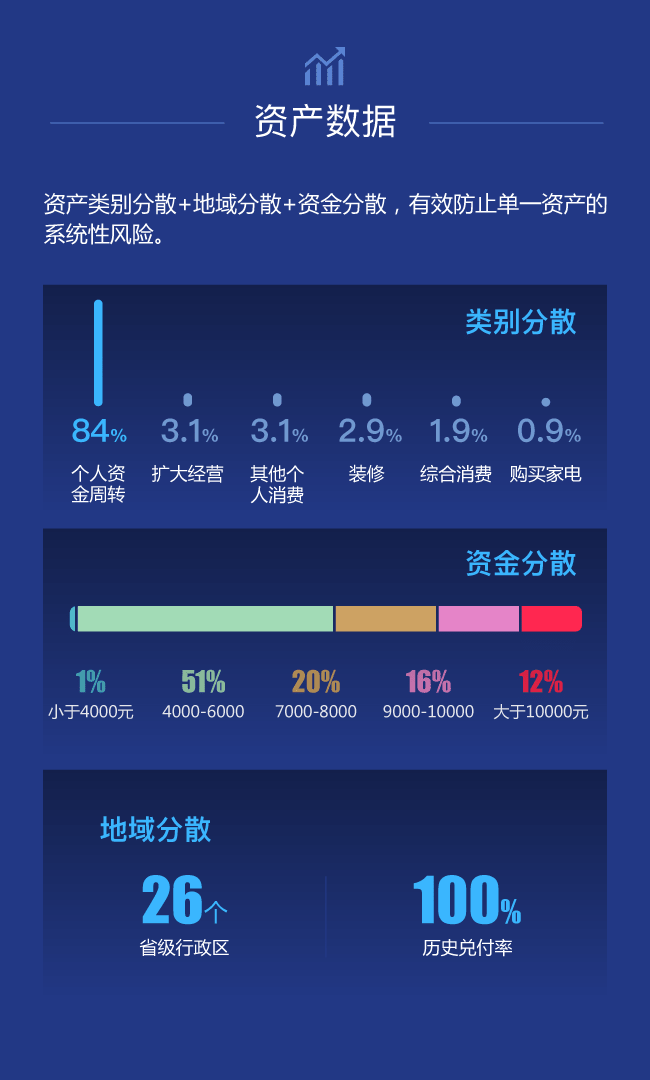 资产数据
资产类别分散+地域分散+资金分散，有效防止单一资产的
系统性风险。
类别分散
84% 3.1% 3.1% 2.9% 1.9% 0.9%
个人资 扩大经营 其他个 装修 综合消费 购买家电
金周转 人消费
资金分散
1% 51% 20% 16% 12%
小于4000元 4000-6000 7000-8000 9000-10000 大于10000元
地域分散
26个 100%
省级行政区 历史兑付率